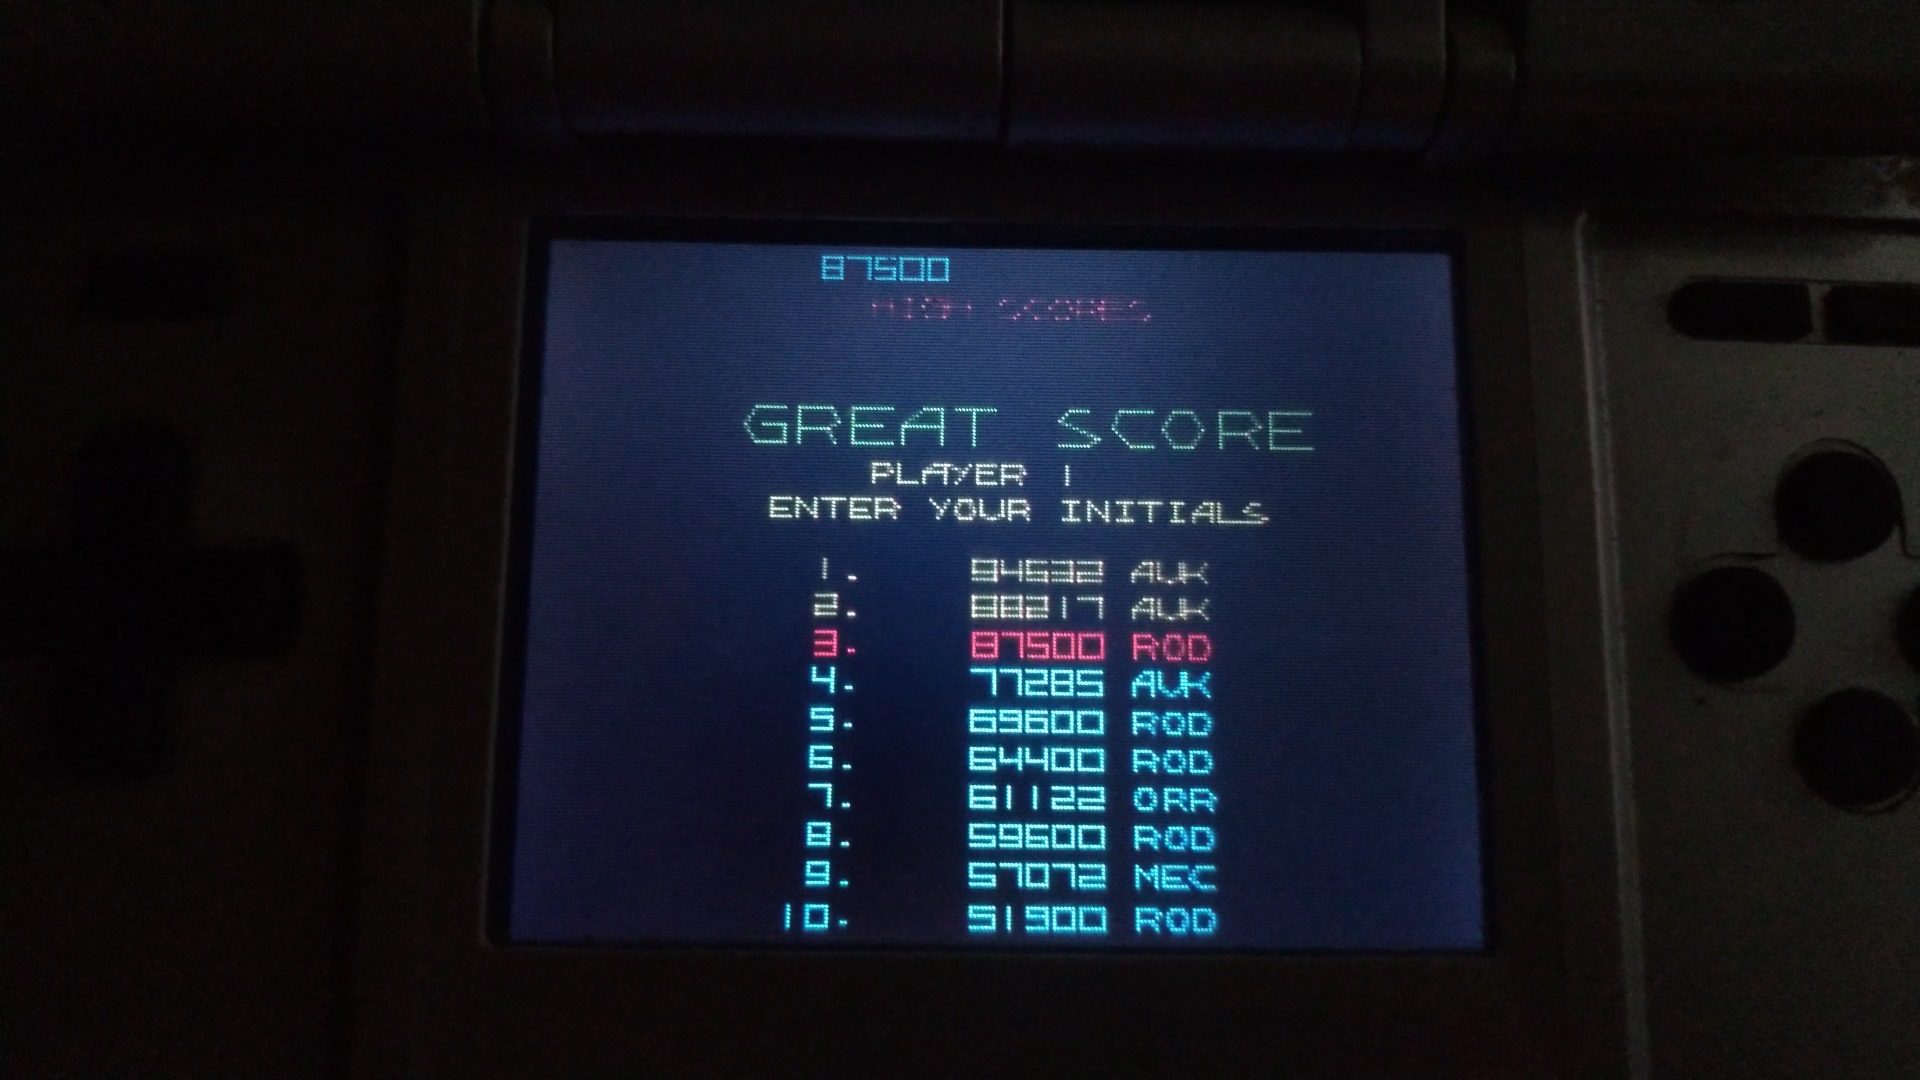 87500
HIGH SCORES
GREAT SCORE
PLAYER 1
ENTER YOUR INITIALS
1. 94532 AVK
2. 88217 AVK
3. 87500 ROD
4. 77285 AVK
5. 69600 ROD
6. 64400 ROD
7. 61122 ORR
8. 59600 ROD
9. 57072 MEC
10. 51900 ROD